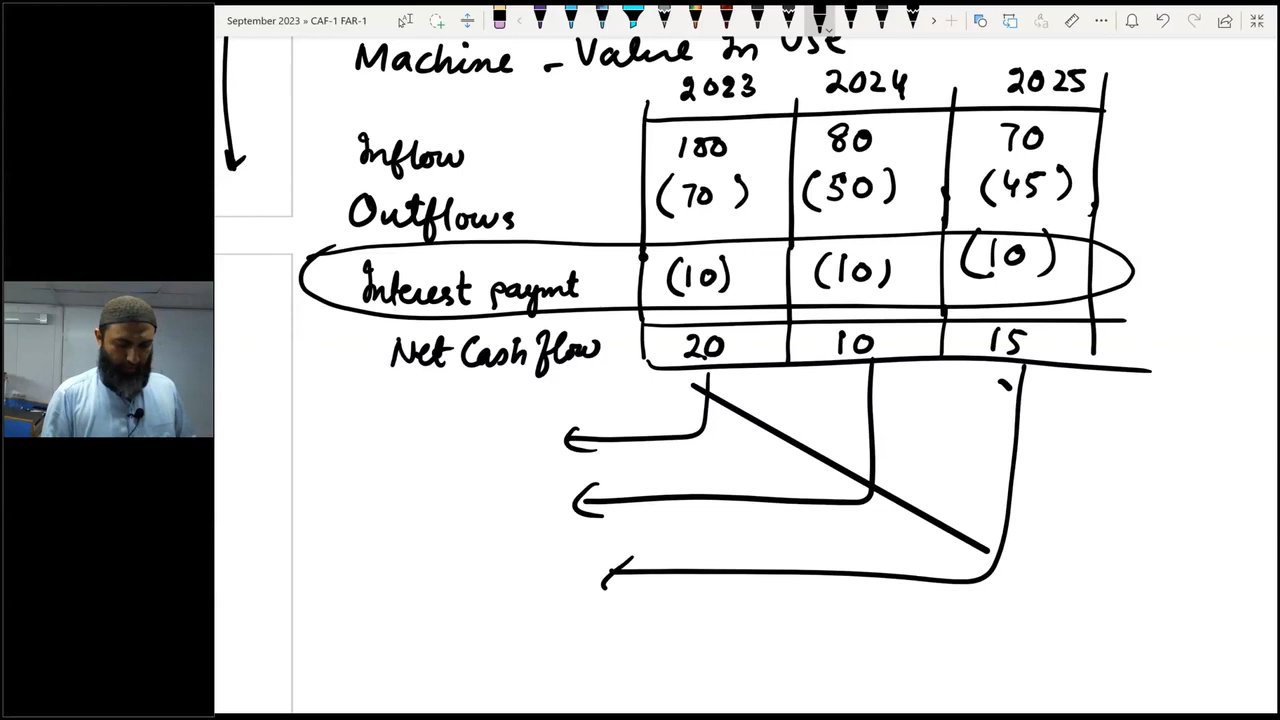 September 2023 » CAF-1 FAR-1
Machine - Value In Use
2023 2024 2025
Inflow 100 80 70
Outflows (70) (50) (45)
Interest paymt (10) (10) (10)
Net Cash flow 20 10 15